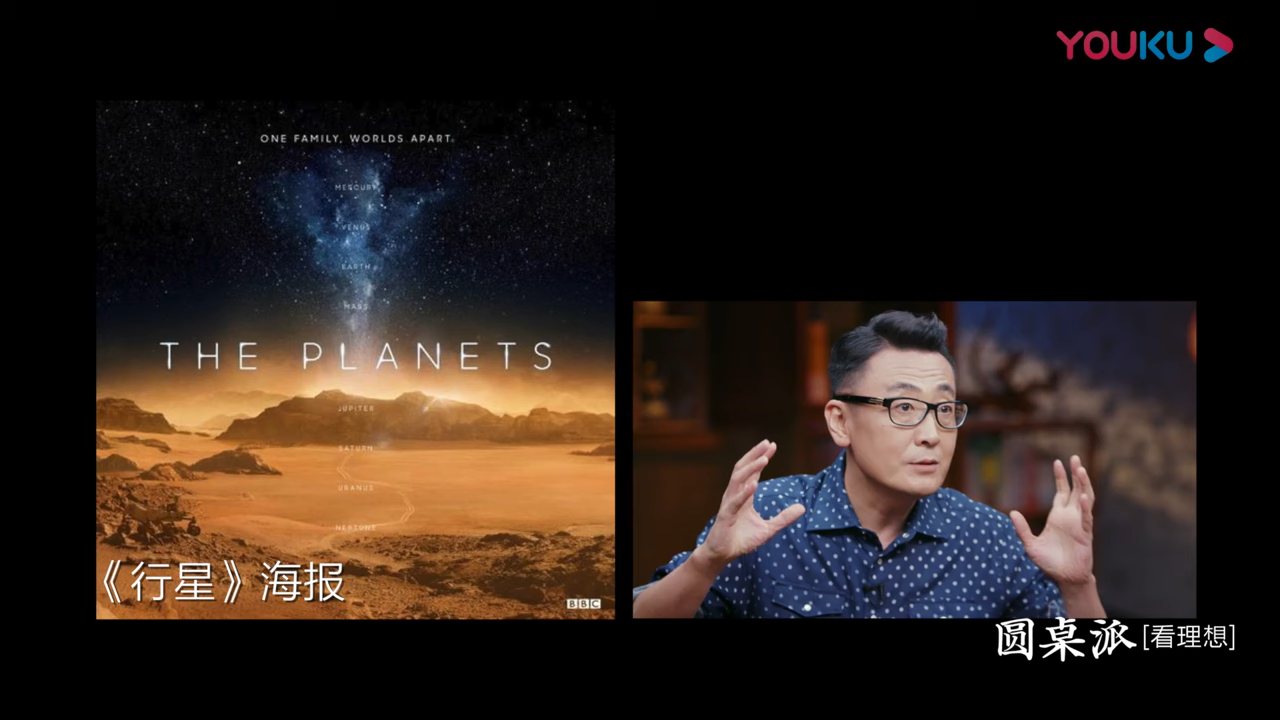 YOUKU
ONE FAMILY, WORLDS APART.
MERCURY
VENUS
EARTH
MARS
THE PLANETS
JUPITER
SATURN
URANUS
NEPTUNE
《行星》海报
BBC
圆桌派[看理想]